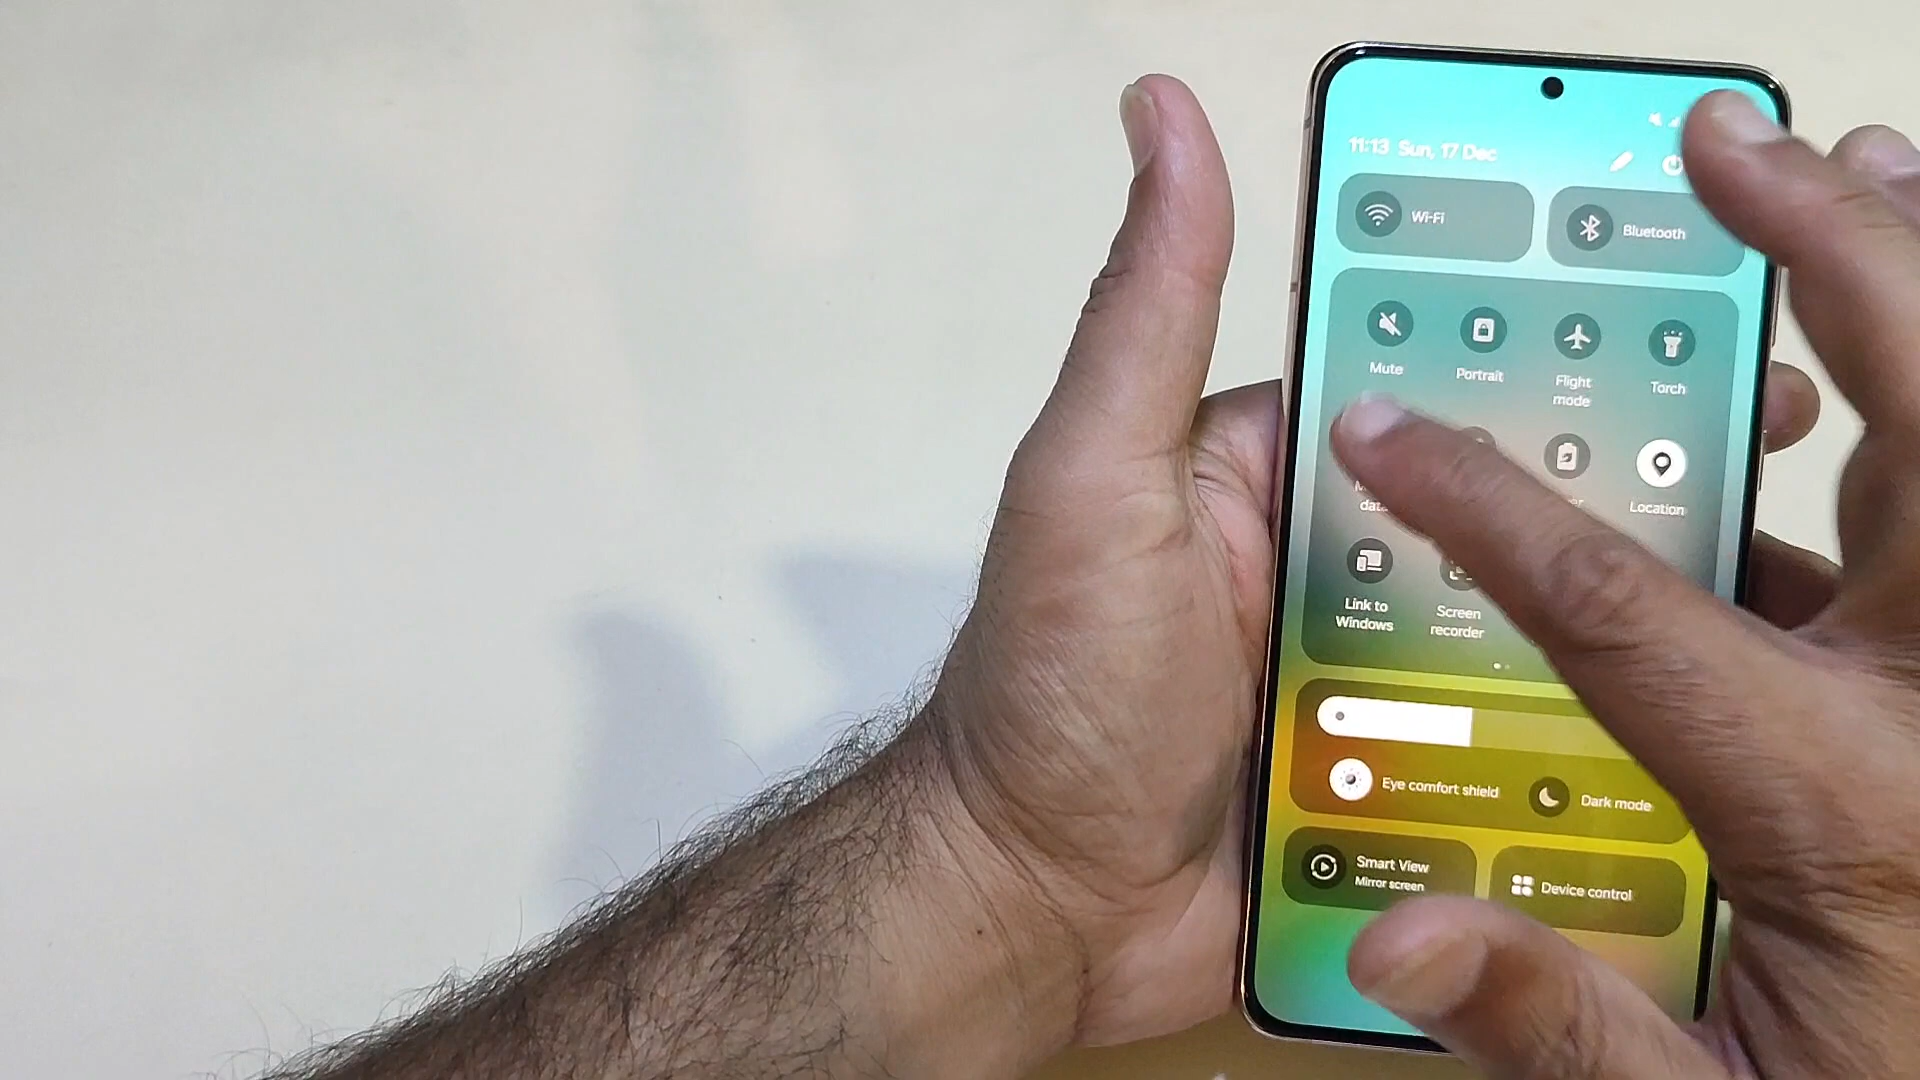 11:13 Sun, 17 Dec
Wi-Fi
Bluetooth
Mute
Portrait
Flight
mode
Torch
data
Location
Link to
Windows
Screen
recorder
Eye comfort shield
Dark mode
Smart View
Mirror screen
Device control